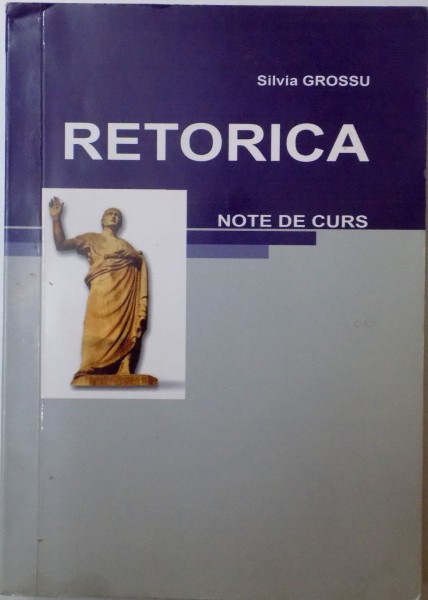 Silvia GROSSU
RETORICA
NOTE DE CURS